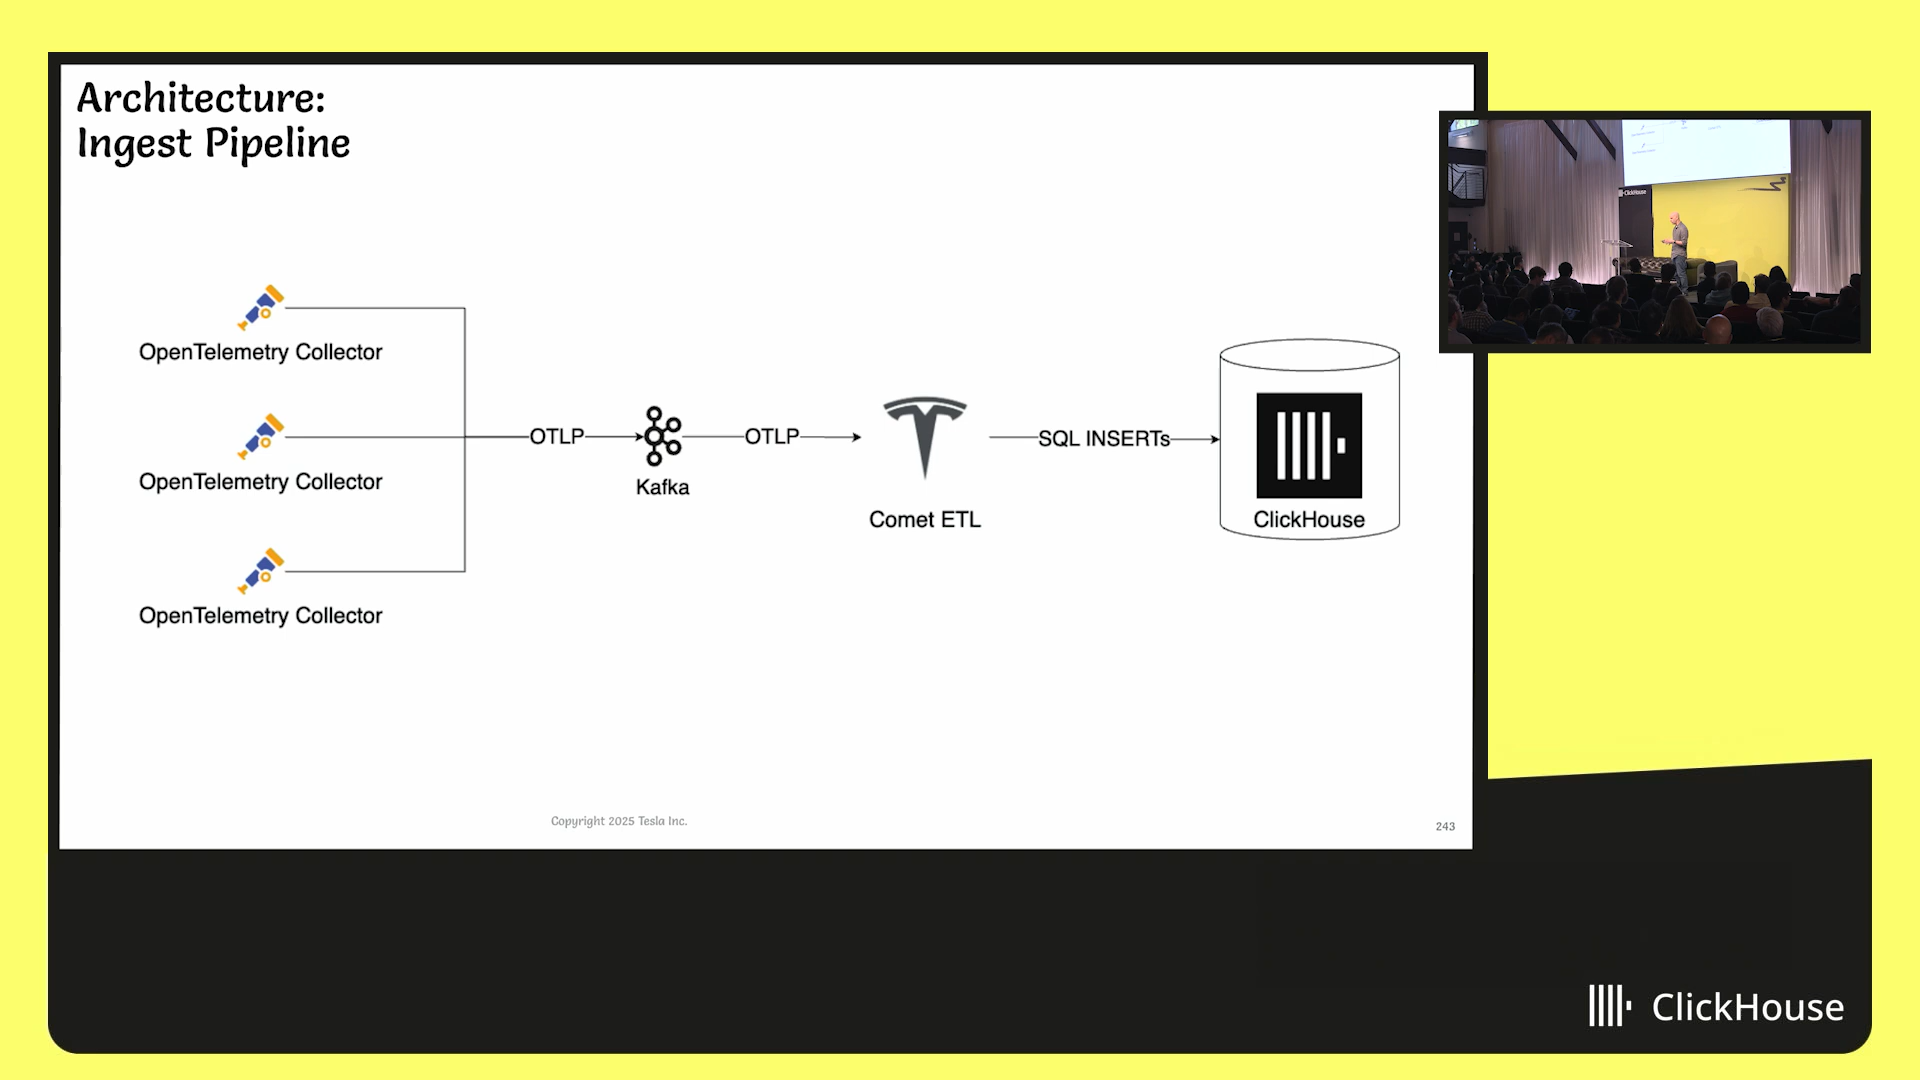 Architecture:
Ingest Pipeline
OpenTelemetry Collector
OpenTelemetry Collector
OpenTelemetry Collector
OTLP
Kafka
OTLP
Comet ETL
SQL INSERTs
ClickHouse
Copyright 2025 Tesla Inc.
243
ClickHouse
ClickHouse